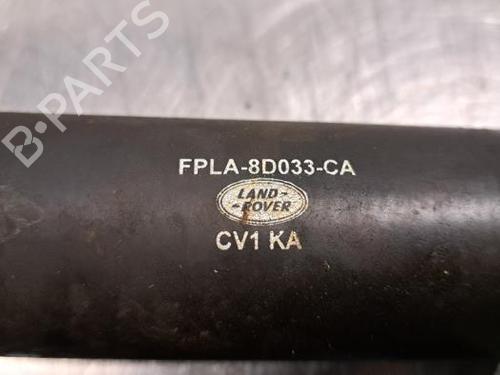 B-PARTS
FPLA-8D033-CA
LAND-
-ROVER
CV1 KA